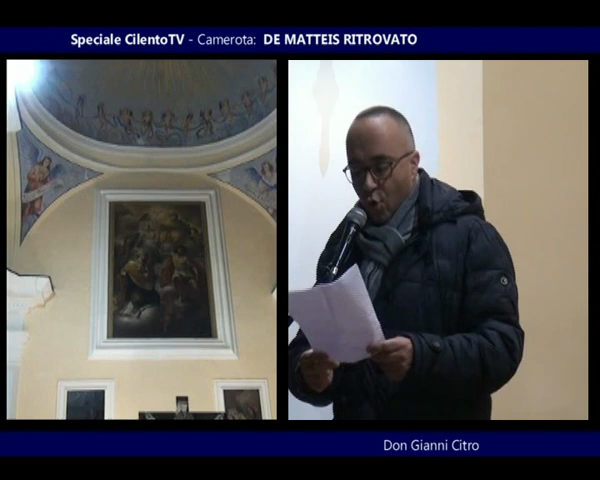 Speciale CilentoTV - Camerota: DE MATTEIS RITROVATO
Don Gianni Citro